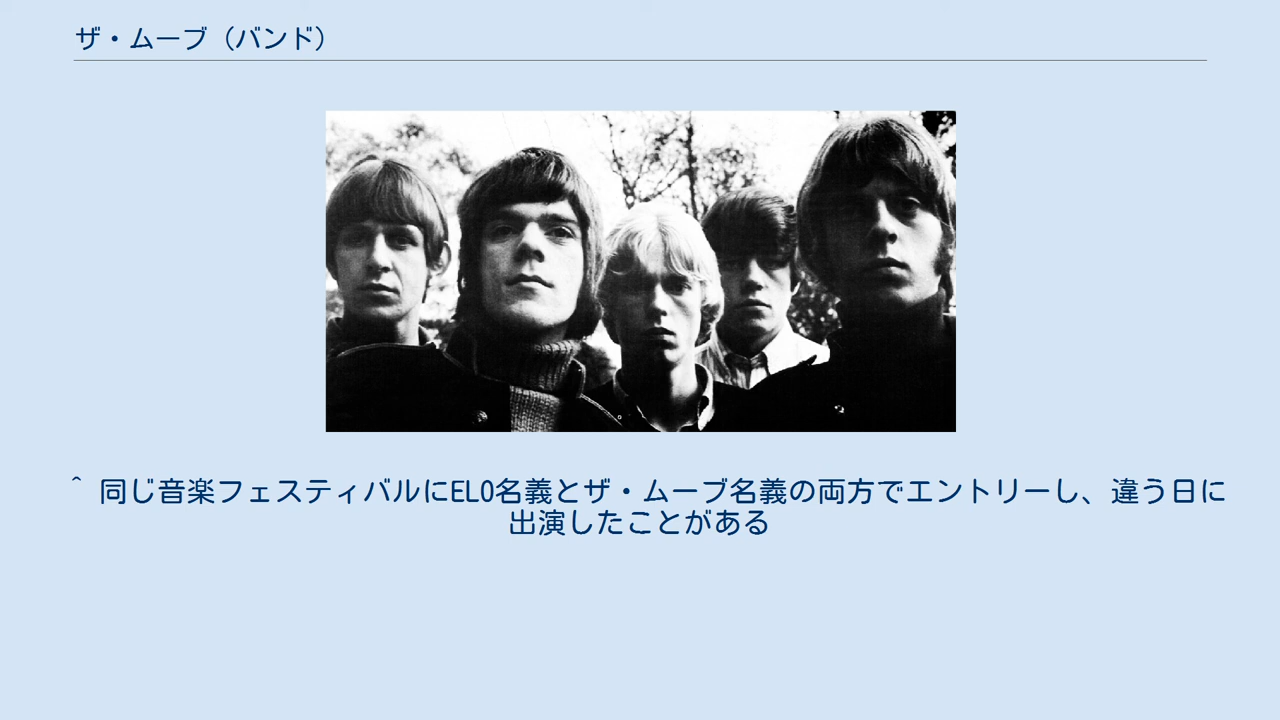 ザ・ムーブ（バンド）
^ 同じ音楽フェスティバルにELO名義とザ・ムーブ名義の両方でエントリーし、違う日に
出演したことがある